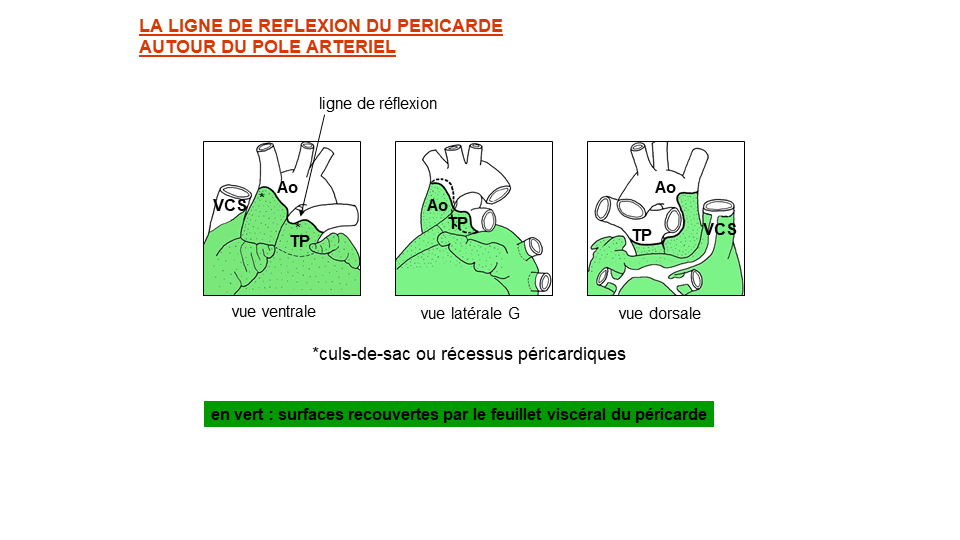 LA LIGNE DE REFLEXION DU PERICARDE
AUTOUR DU POLE ARTERIEL
ligne de réflexion
Ao
VCS
*
*
TP
Ao
TP
Ao
TP
VCS
vue ventrale
vue latérale G
vue dorsale
*culs-de-sac ou récessus péricardiques
en vert : surfaces recouvertes par le feuillet viscéral du péricarde